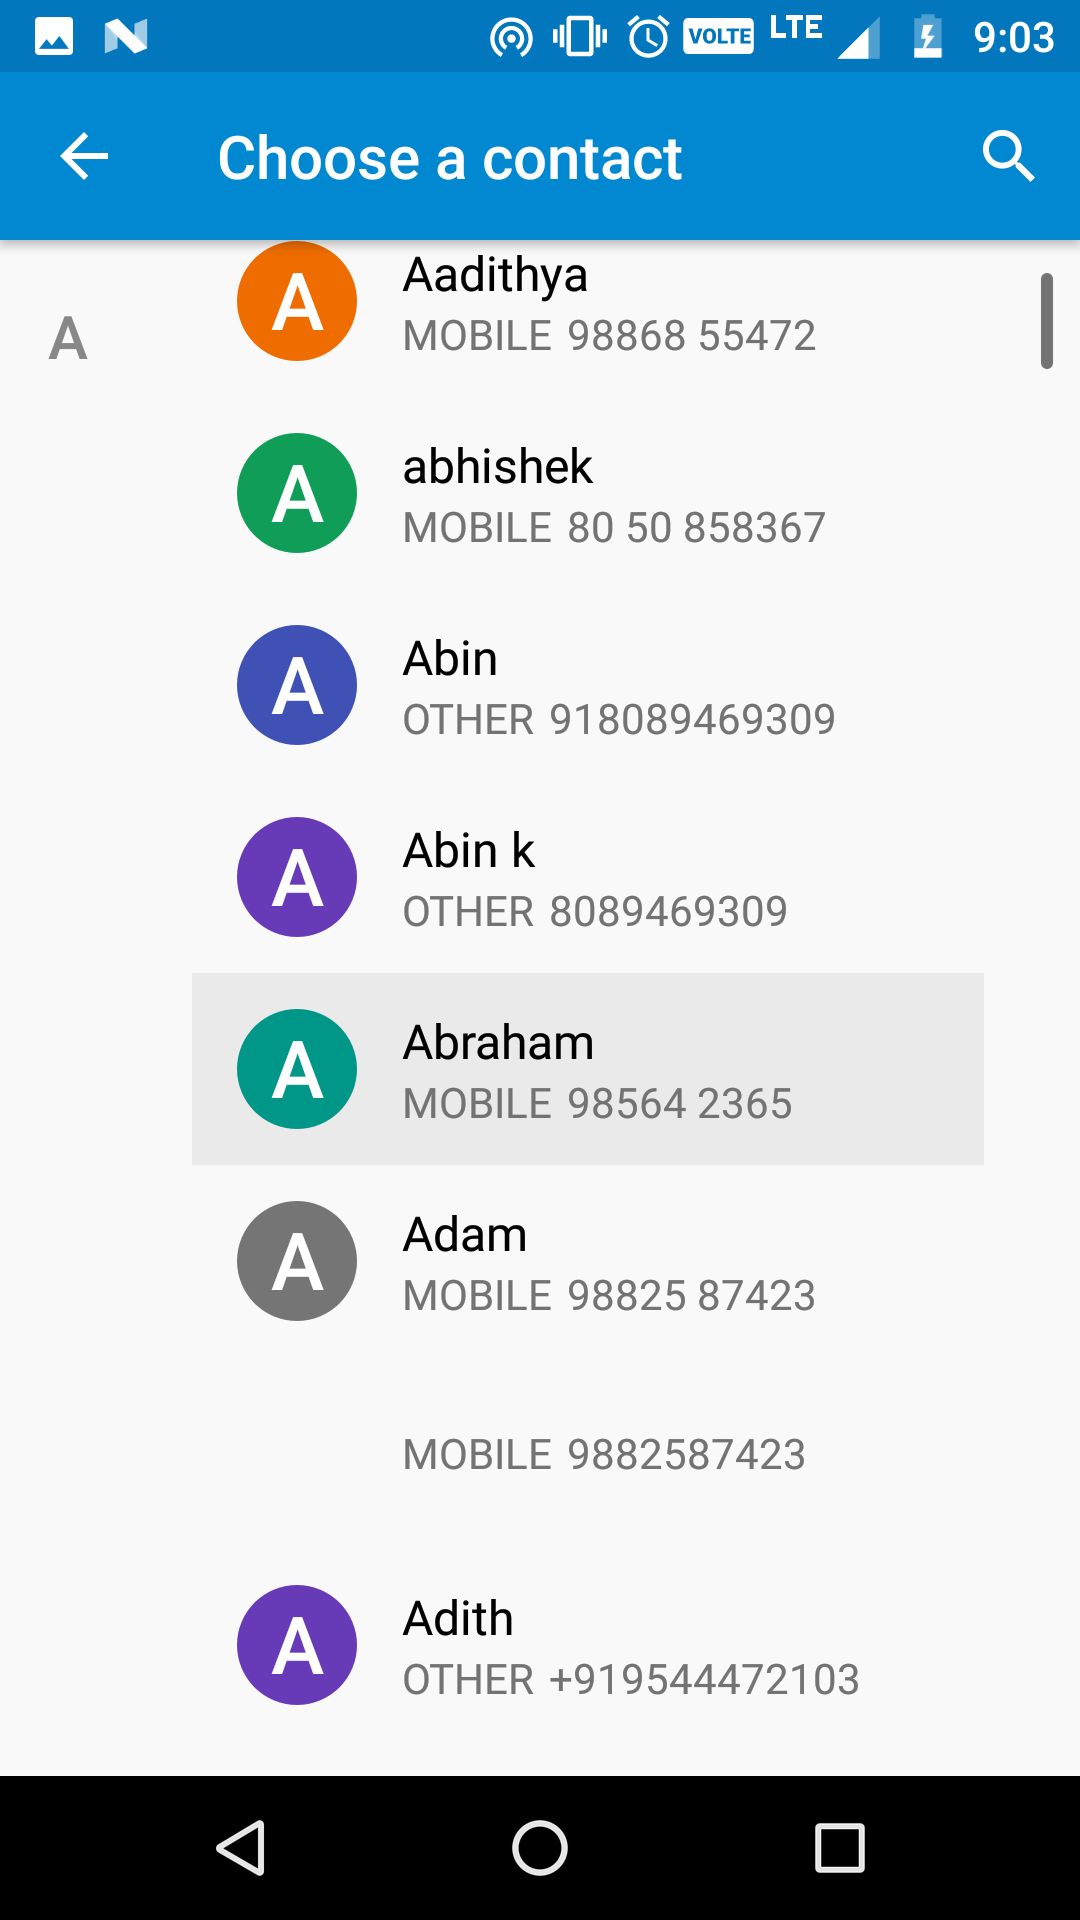 VOLTE LTE 9:03
Choose a contact
A
A Aadithya
MOBILE 98868 55472
A abhishek
MOBILE 80 50 858367
A Abin
OTHER 918089469309
A Abin k
OTHER 8089469309
A Abraham
MOBILE 98564 2365
A Adam
MOBILE 98825 87423
MOBILE 9882587423
A Adith
OTHER +919544472103